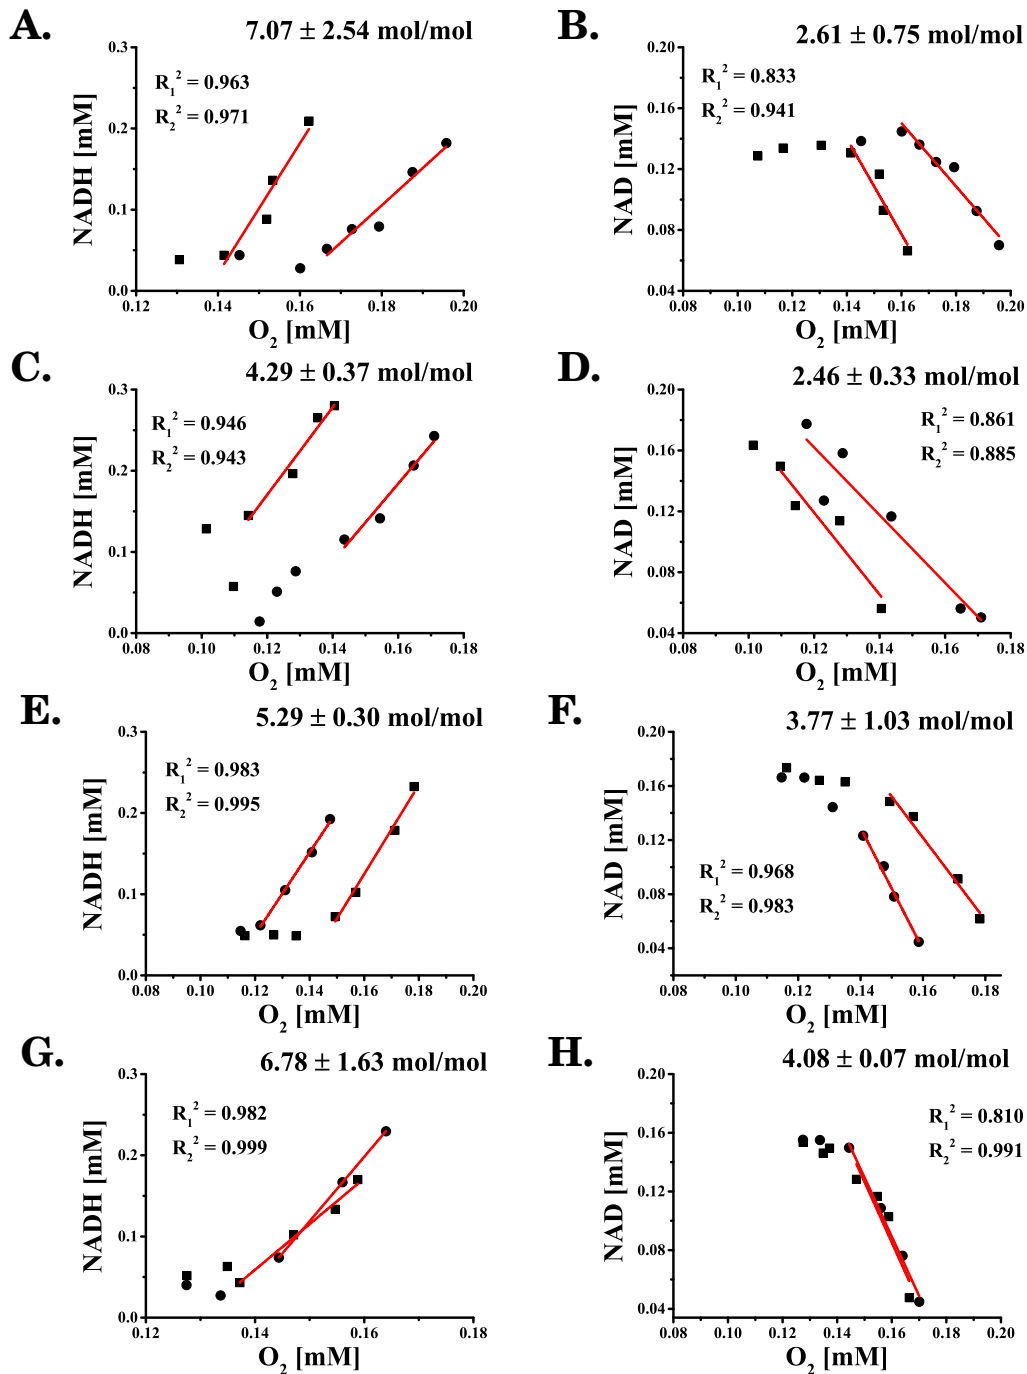 A.
7.07 ± 2.54 mol/mol
R₁² = 0.963
R₂² = 0.971
NADH [mM]
0.3
0.2
0.1
0.0
0.12 0.14 0.16 0.18 0.20
O₂ [mM]
B.
2.61 ± 0.75 mol/mol
R₁² = 0.833
R₂² = 0.941
NAD [mM]
0.20
0.16
0.12
0.08
0.04
0.08 0.10 0.12 0.14 0.16 0.18 0.20
O₂ [mM]
C.
4.29 ± 0.37 mol/mol
R₁² = 0.946
R₂² = 0.943
NADH [mM]
0.3
0.2
0.1
0.0
0.08 0.10 0.12 0.14 0.16 0.18
O₂ [mM]
D.
2.46 ± 0.33 mol/mol
R₁² = 0.861
R₂² = 0.885
NAD [mM]
0.20
0.16
0.12
0.08
0.04
0.08 0.10 0.12 0.14 0.16 0.18
O₂ [mM]
E.
5.29 ± 0.30 mol/mol
R₁² = 0.983
R₂² = 0.995
NADH [mM]
0.3
0.2
0.1
0.0
0.08 0.10 0.12 0.14 0.16 0.18 0.20
O₂ [mM]
F.
3.77 ± 1.03 mol/mol
R₁² = 0.968
R₂² = 0.983
NAD [mM]
0.20
0.16
0.12
0.08
0.04
0.08 0.10 0.12 0.14 0.16 0.18
O₂ [mM]
G.
6.78 ± 1.63 mol/mol
R₁² = 0.982
R₂² = 0.999
NADH [mM]
0.3
0.2
0.1
0.0
0.12 0.14 0.16 0.18
O₂ [mM]
H.
4.08 ± 0.07 mol/mol
R₁² = 0.810
R₂² = 0.991
NAD [mM]
0.20
0.16
0.12
0.08
0.04
0.08 0.10 0.12 0.14 0.16 0.18 0.20
O₂ [mM]